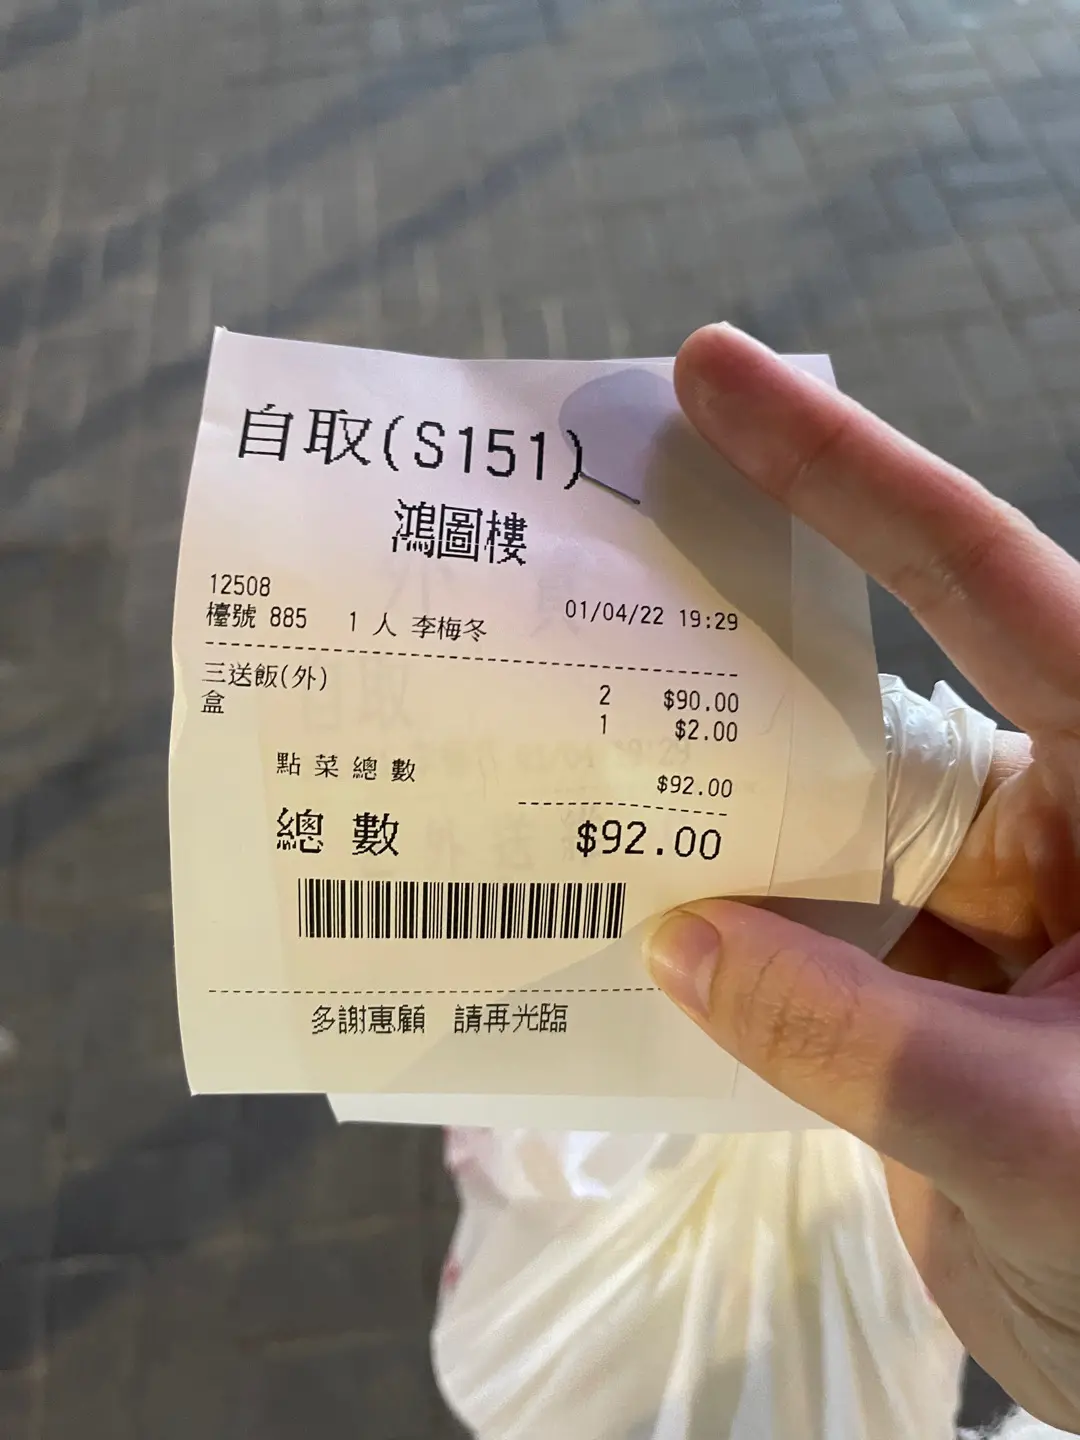 自取(S151)
鴻圖樓
12508
檯號 885 1 人 李梅冬 01/04/22 19:29
三送飯(外) 2 $90.00
盒 1 $2.00
點菜總數 $92.00
總數 $92.00
多謝惠顧 請再光臨